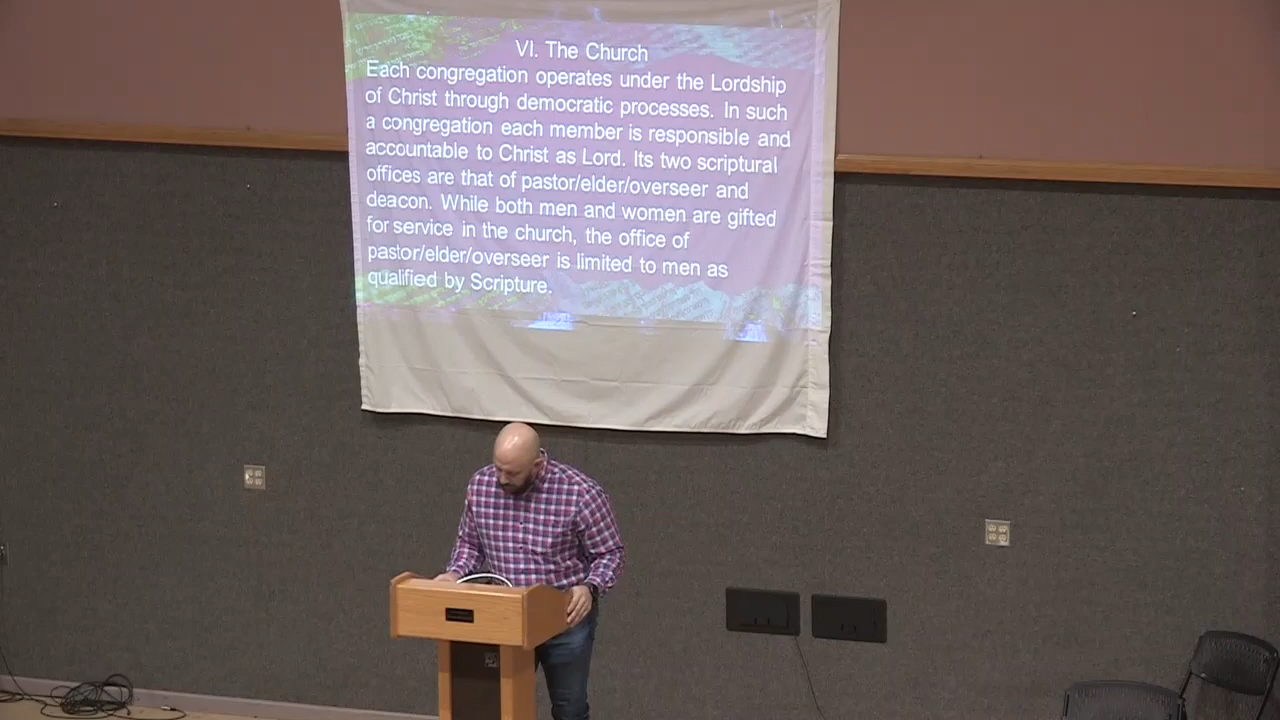 VI. The Church
Each congregation operates under the Lordship
of Christ through democratic processes. In such
a congregation each member is responsible and
accountable to Christ as Lord. Its two scriptural
offices are that of pastor/elder/overseer and
deacon. While both men and women are gifted
for service in the church, the office of
pastor/elder/overseer is limited to men as
qualified by Scripture.